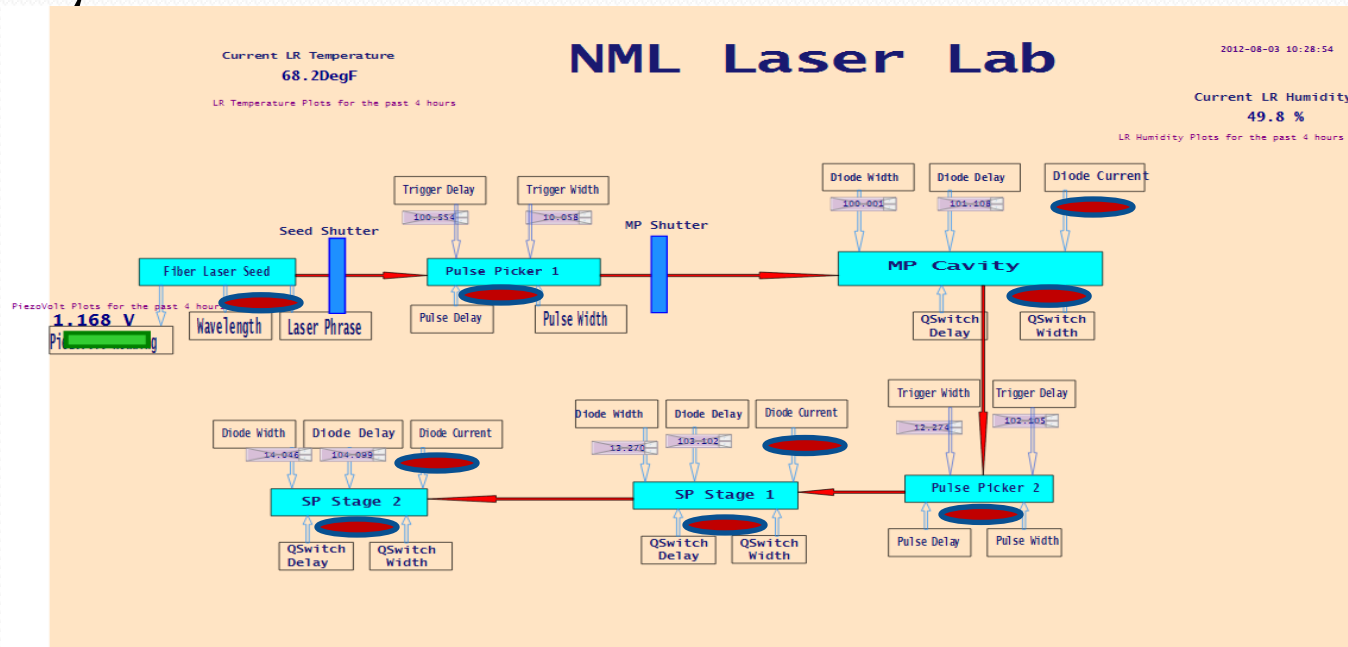 NML Laser Lab
2012-08-03 10:28:54
Current LR Temperature
68.2DegF
LR Temperature Plots for the past 4 hours
Current LR Humidity
49.8 %
LR Humidity Plots for the past 4 hours
Trigger Delay
100.554
Trigger Width
10.058
Diode Width
100.001
Diode Delay
101.108
Diode Current
Seed Shutter
MP Shutter
Fiber Laser Seed
Pulse Picker 1
MP Cavity
PiezoVolt Plots for the past 4 hours
1.168 V
Wavelength
Laser Phrase
Pulse Delay
Pulse Width
QSwitch
Delay
QSwitch
Width
Trigger Width
12.274
Trigger Delay
102.105
Diode Width
14.046
Diode Delay
104.099
Diode Current
Diode Width
13.270
Diode Delay
103.102
Diode Current
SP Stage 2
SP Stage 1
Pulse Picker 2
QSwitch
Delay
QSwitch
Width
QSwitch
Delay
QSwitch
Width
Pulse Delay
Pulse Width